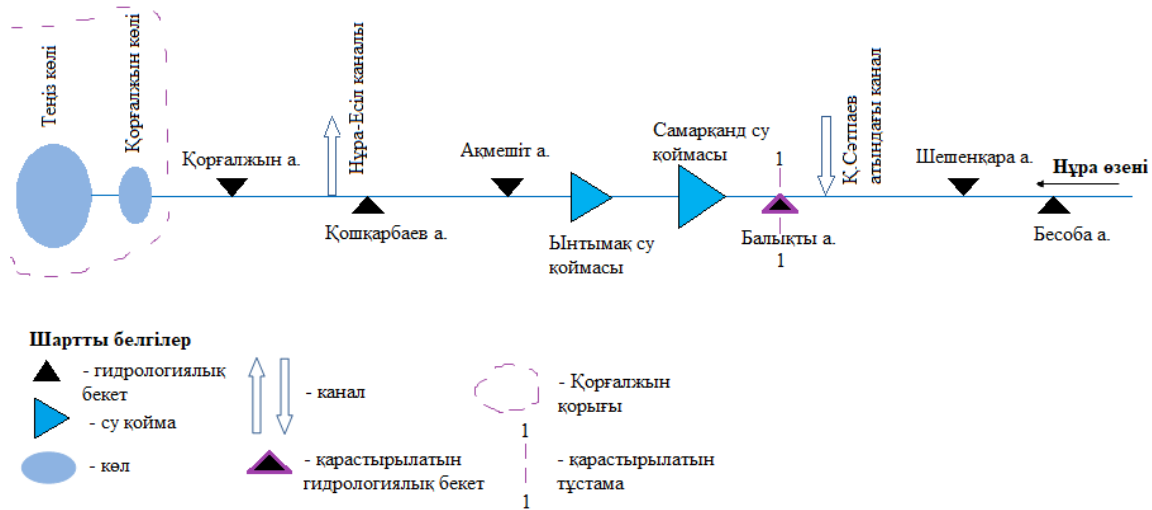 Теңіз көлі
Қорғалжын көлі
Қорғалжын а.
Нұра-Есіл каналы
Қошқарбаев а.
Ақмешіт а.
Ынтымақ су
қоймасы
Самарқанд су
қоймасы
1
Балықты а.
1
Қ.Сәтпаев
атындағы канал
Шешенқара а.
Нұра өзені
Бесоба а.
Шартты белгілер
- гидрологиялық
бекет
- су қойма
- көл
- канал
- қарастырылатын
гидрологиялық бекет
- Қорғалжын
қорығы
1
- қарастырылатын
тұстама
1